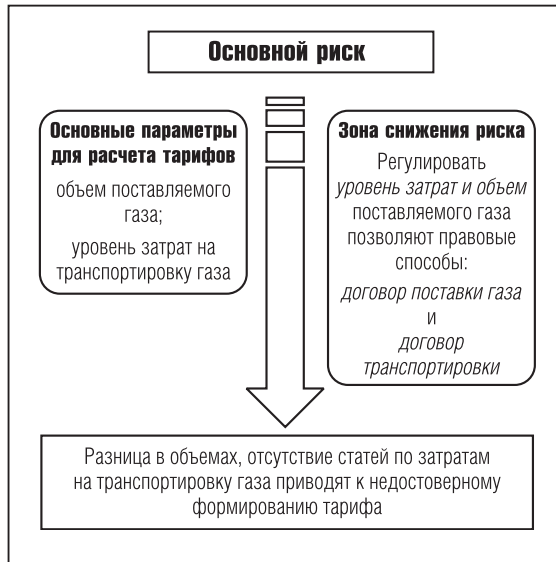 Основной риск
Основные параметры
для расчета тарифов
объем поставляемого
газа;
уровень затрат на
транспортировку газа
Зона снижения риска
Регулировать
уровень затрат и объем
поставляемого газа
позволяют правовые
способы:
договор поставки газа
и
договор
транспортировки
Разница в объемах, отсутствие статей по затратам
на транспортировку газа приводят к недостоверному
формированию тарифа